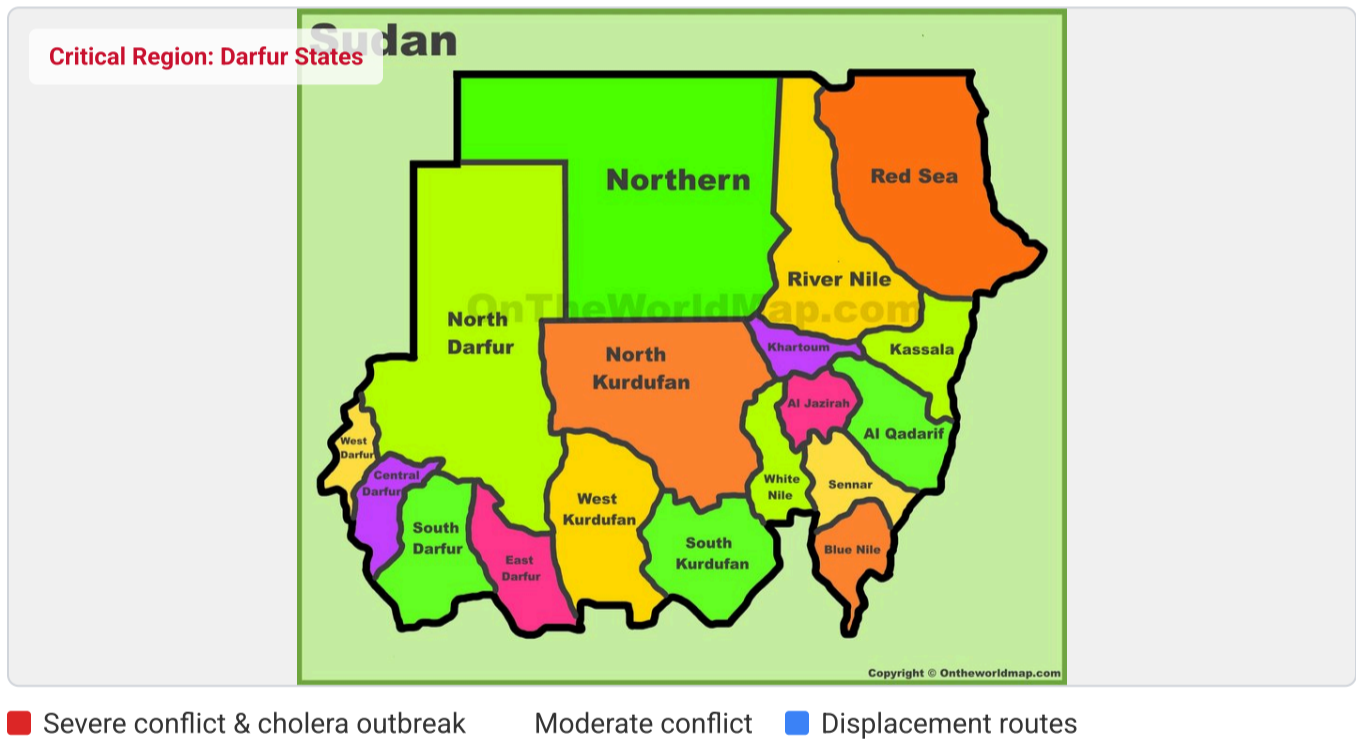 Sudan
Critical Region: Darfur States
Northern
Red Sea
River Nile
OnTheWorldMap.com
North
Darfur
North
Kurdufan
Khartoum
Kassala
Al Jazirah
Al Qadarif
West
Darfur
Central
Darfur
White
Nile
Sennar
West
Kurdufan
South
Darfur
South
Kurdufan
East
Darfur
Blue Nile
Copyright © Ontheworldmap.com
Severe conflict & cholera outbreak
Moderate conflict
Displacement routes